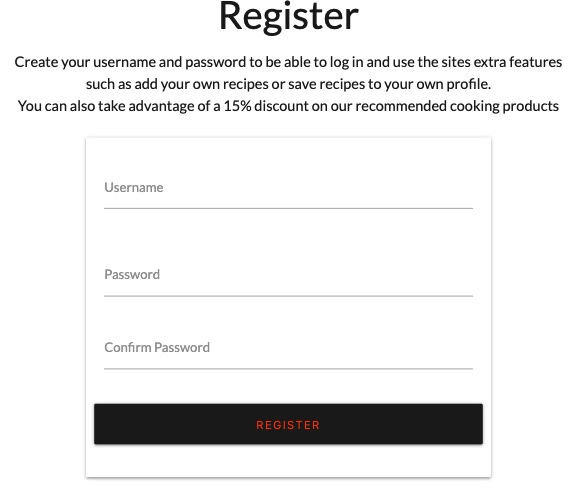 Register
Create your username and password to be able to log in and use the sites extra features
such as add your own recipes or save recipes to your own profile.
You can also take advantage of a 15% discount on our recommended cooking products
Username
Password
Confirm Password
REGISTER